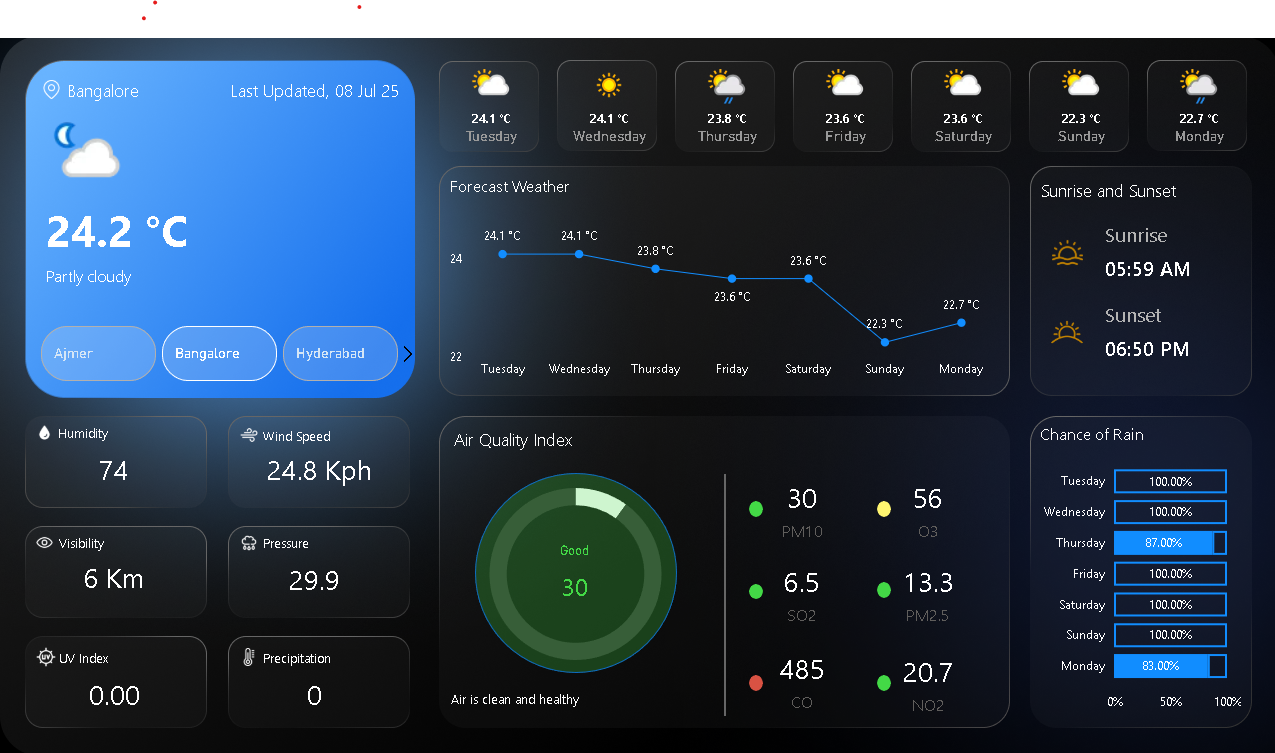 Bangalore
Last Updated, 08 Jul 25
24.2 °C
Partly cloudy
Ajmer
Bangalore
Hyderabad
24.1 °C
Tuesday
24.1 °C
Wednesday
23.8 °C
Thursday
23.6 °C
Friday
23.6 °C
Saturday
22.3 °C
Sunday
22.7 °C
Monday
Forecast Weather
24
22
24.1 °C
24.1 °C
23.8 °C
23.6 °C
23.6 °C
22.3 °C
22.7 °C
Tuesday
Wednesday
Thursday
Friday
Saturday
Sunday
Monday
Sunrise and Sunset
Sunrise
05:59 AM
Sunset
06:50 PM
Humidity
74
Wind Speed
24.8 Kph
Visibility
6 Km
Pressure
29.9
UV
UV Index
0.00
Precipitation
0
Air Quality Index
Good
30
Air is clean and healthy
30
PM10
56
O3
6.5
SO2
13.3
PM2.5
485
CO
20.7
NO2
Chance of Rain
Tuesday 100.00%
Wednesday 100.00%
Thursday 87.00%
Friday 100.00%
Saturday 100.00%
Sunday 100.00%
Monday 83.00%
0% 50% 100%